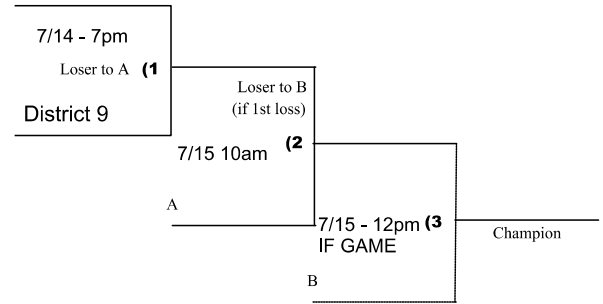 7/14 - 7pm
Loser to A (1
District 9
Loser to B
(if 1st loss)
7/15 10am (2
A
7/15 - 12pm (3
IF GAME
Champion
B